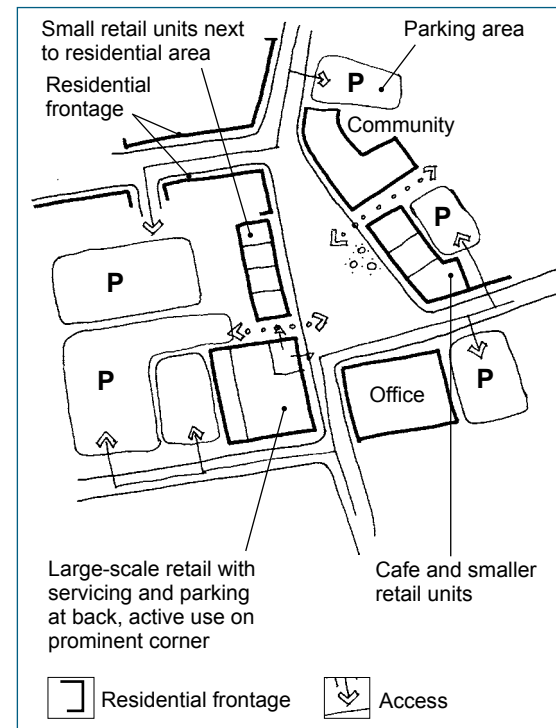 Small retail units next
to residential area
Parking area
Residential
frontage
P
Community
P
P
P
Office
P
Large-scale retail with
servicing and parking
at back, active use on
prominent corner
Cafe and smaller
retail units
Residential frontage
Access